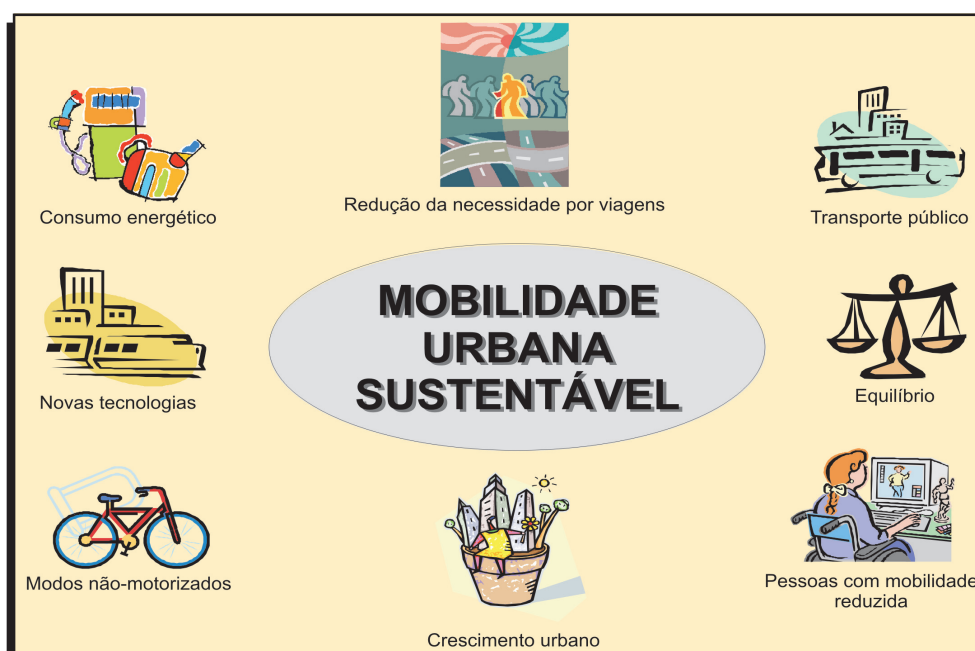 Consumo energético
Redução da necessidade por viagens
Transporte público
MOBILIDADE
URBANA
SUSTENTÁVEL
Novas tecnologias
Equilíbrio
Modos não-motorizados
Pessoas com mobilidade
reduzida
Crescimento urbano